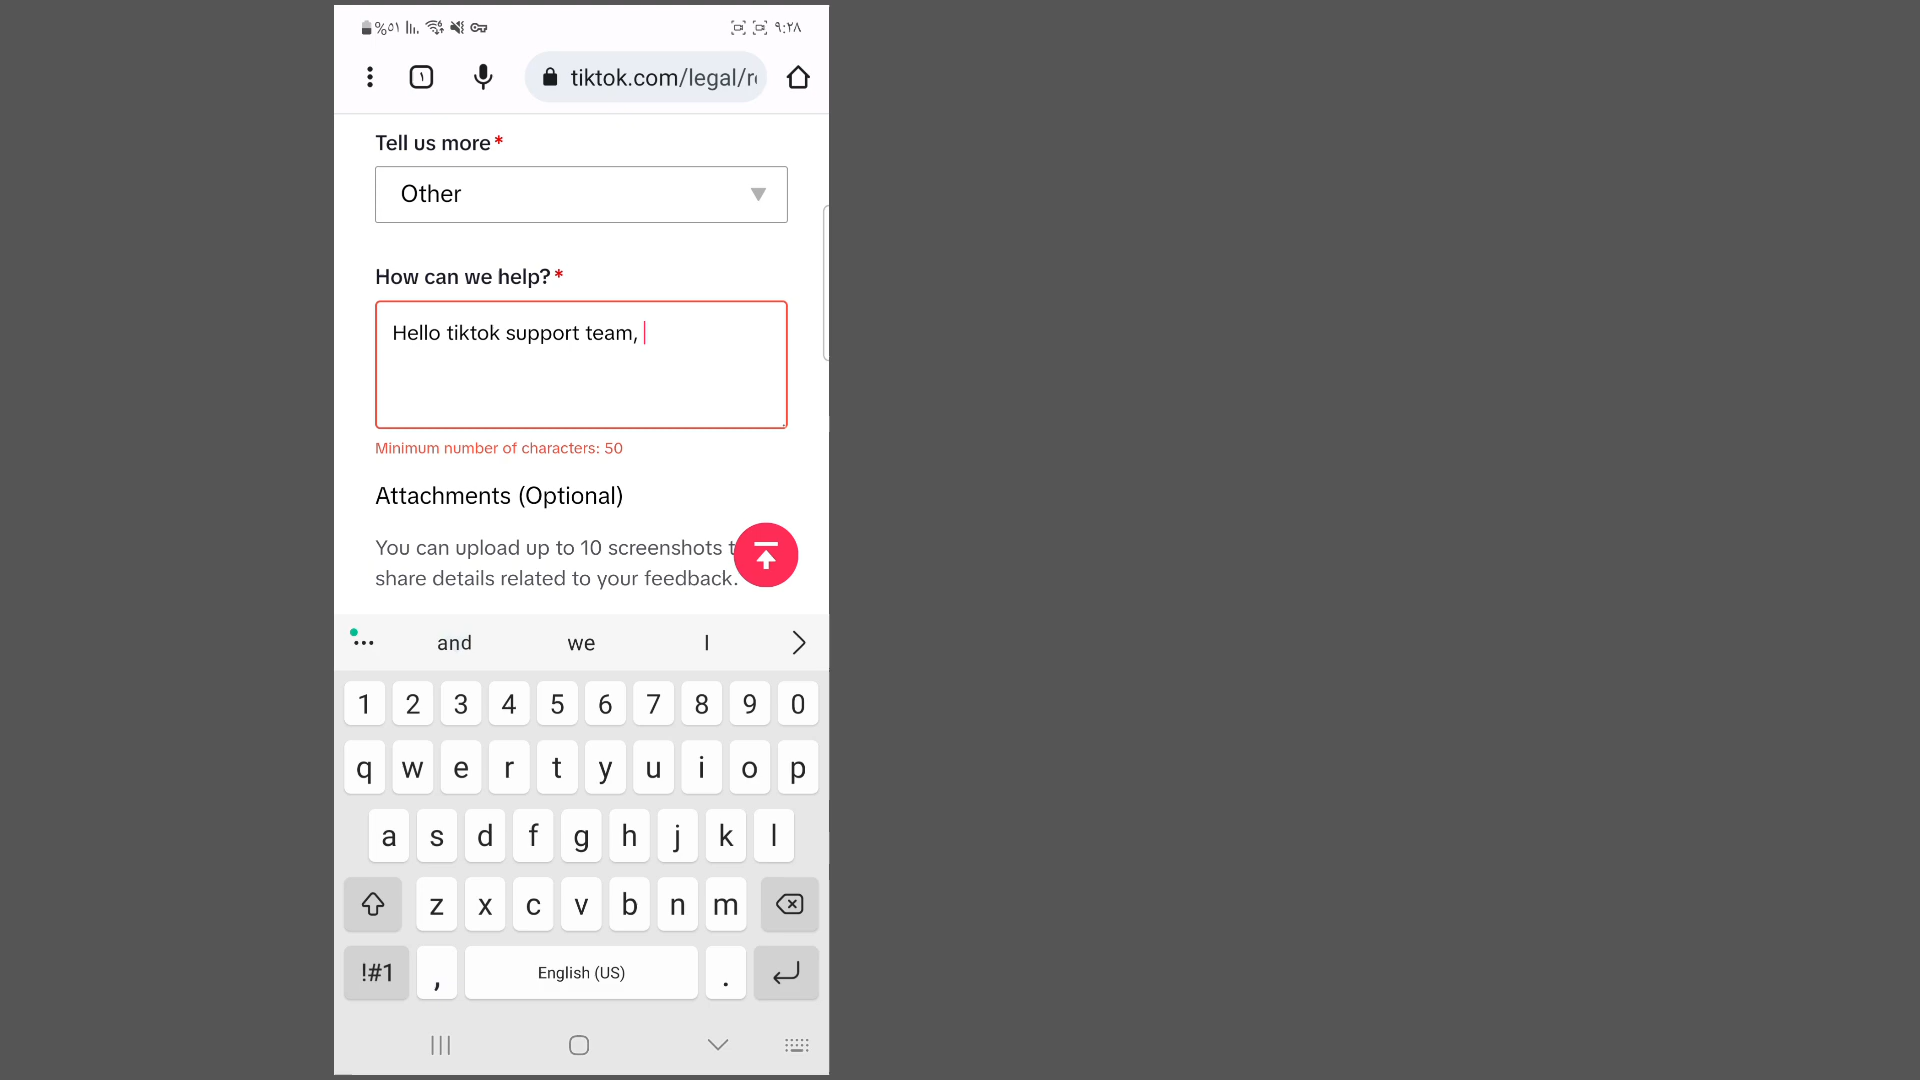 %٥١ ٩:٢٨
١ tiktok.com/legal/r
Tell us more*
Other
How can we help?*
Hello tiktok support team,
Minimum number of characters: 50
Attachments (Optional)
You can upload up to 10 screenshots t
share details related to your feedback.
and we I
1 2 3 4 5 6 7 8 9 0
q w e r t y u i o p
a s d f g h j k l
z x c v b n m
!#1 , English (US) .